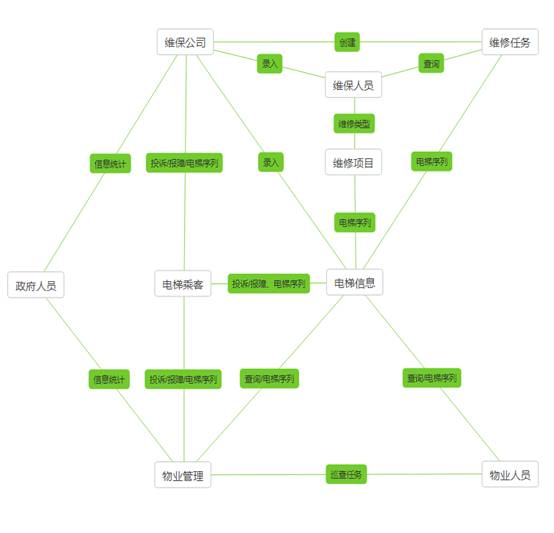 维保公司
创建
维修任务
录入
查询
维保人员
维修类型
信息统计
投诉/报障/电梯序列
录入
维修项目
电梯序列
电梯序列
政府人员
电梯乘客
投诉/报障、电梯序列
电梯信息
信息统计
投诉/报障/电梯序列
查询/电梯序列
查询/电梯序列
物业管理
巡查任务
物业人员